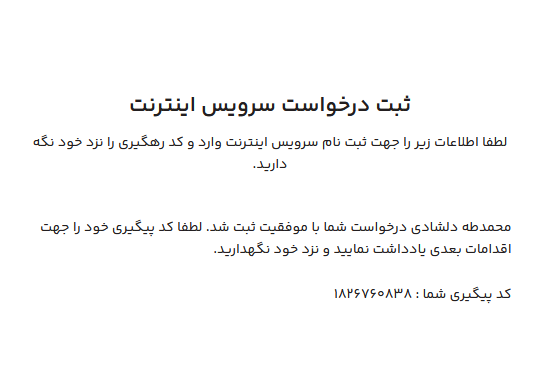 ثبت درخواست سرویس اینترنت
لطفا اطلاعات زیر را جهت ثبت نام سرویس اینترنت وارد و کد رهگیری را نزد خود نگه
دارید.
محمدطه دلشادی درخواست شما با موفقیت ثبت شد. لطفا کد پیگیری خود را جهت
اقدامات بعدی یادداشت نمایید و نزد خود نگهدارید.
کد پیگیری شما : ۱۸۲۶۷۶۰۸۳۸